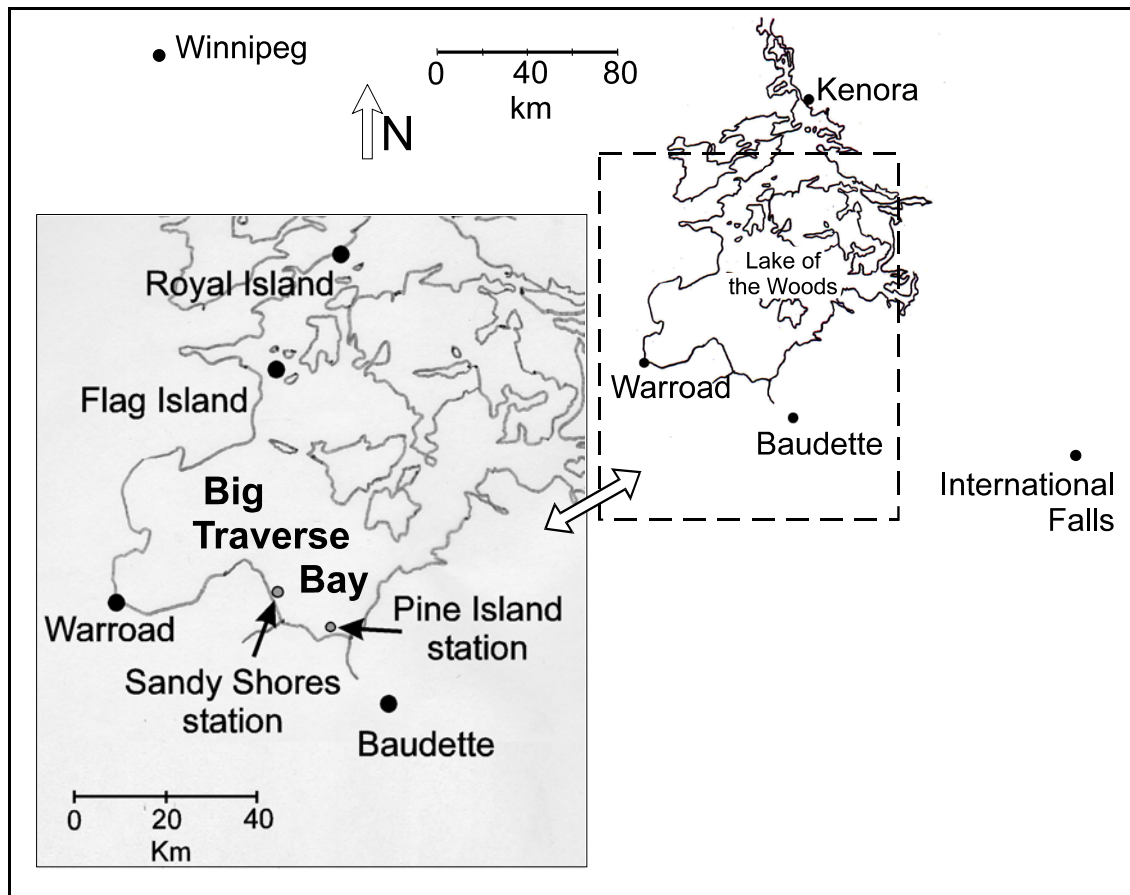 Winnipeg
0 40 80
km
N
Kenora
Lake of
the Woods
Warroad
Baudette
International
Falls
Royal Island
Flag Island
Big
Traverse
Bay
Warroad
Pine Island
station
Sandy Shores
station
Baudette
0 20 40
Km